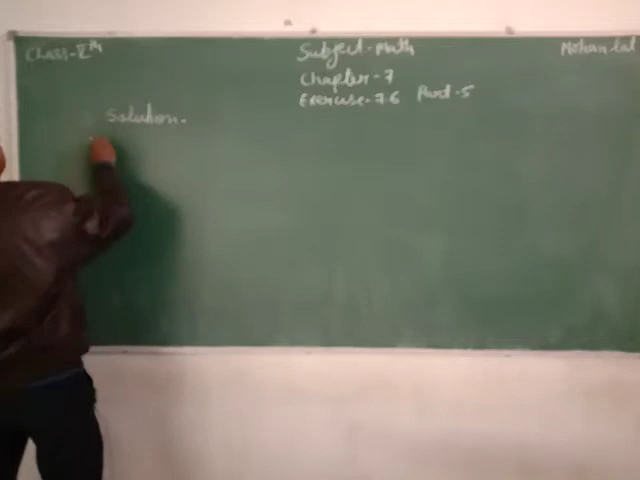 Class-Xth
Subject-Math
Mohan Lal
Chapter-7
Exercise-7.6 Part-5
Solution-